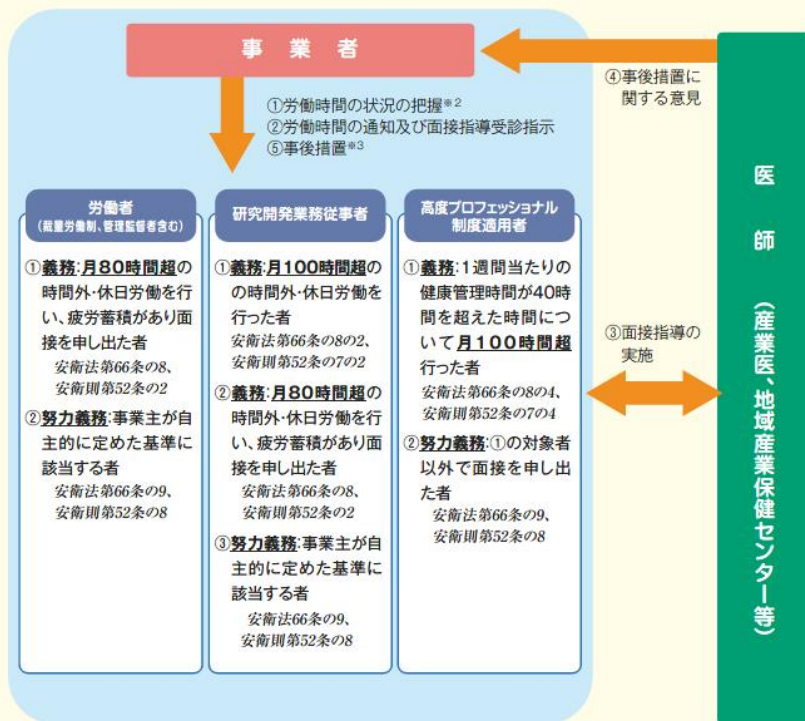 事業者
④事後措置に
関する意見
①労働時間の状況の把握※2
②労働時間の通知及び面接指導受診指示
⑤事後措置※3
労働者
(裁量労働制、管理監督者含む)
①義務:月80時間超の
時間外・休日労働を行
い、疲労蓄積があり面
接を申し出た者
安衛法第66条の8、
安衛則第52条の2
②努力義務:事業主が自
主的に定めた基準に
該当する者
安衛法第66条の9、
安衛則第52条の8
研究開発業務従事者
①義務:月100時間超の
の時間外・休日労働を
行った者
安衛法第66条の8の2、
安衛則第52条の7の2
②義務:月80時間超の
時間外・休日労働を行
い、疲労蓄積があり面
接を申し出た者
安衛法第66条の8、
安衛則第52条の2
③努力義務:事業主が自
主的に定めた基準に
該当する者
安衛法66条の9、
安衛則第52条の8
高度プロフェッショナル
制度適用者
①義務:1週間当たりの
健康管理時間が40時
間を超えた時間につ
いて月100時間超
行った者
安衛法第66条の8の4、
安衛則第52条の7の4
②努力義務:①の対象者
以外で面接を申し出
た者
安衛法第66条の9、
安衛則第52条の8
③面接指導の
実施
医師(産業医、地域産業保健センター等)